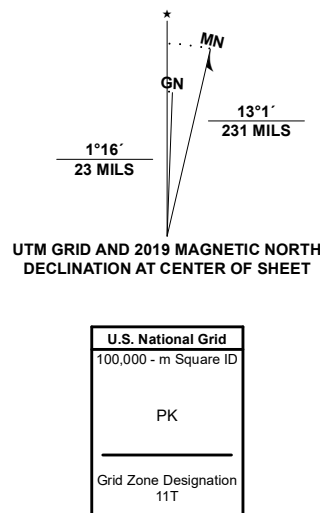 ★
MN
GN
13°1´
231 MILS
1°16´
23 MILS
UTM GRID AND 2019 MAGNETIC NORTH
DECLINATION AT CENTER OF SHEET
U.S. National Grid
100,000 - m Square ID
PK
Grid Zone Designation
11T